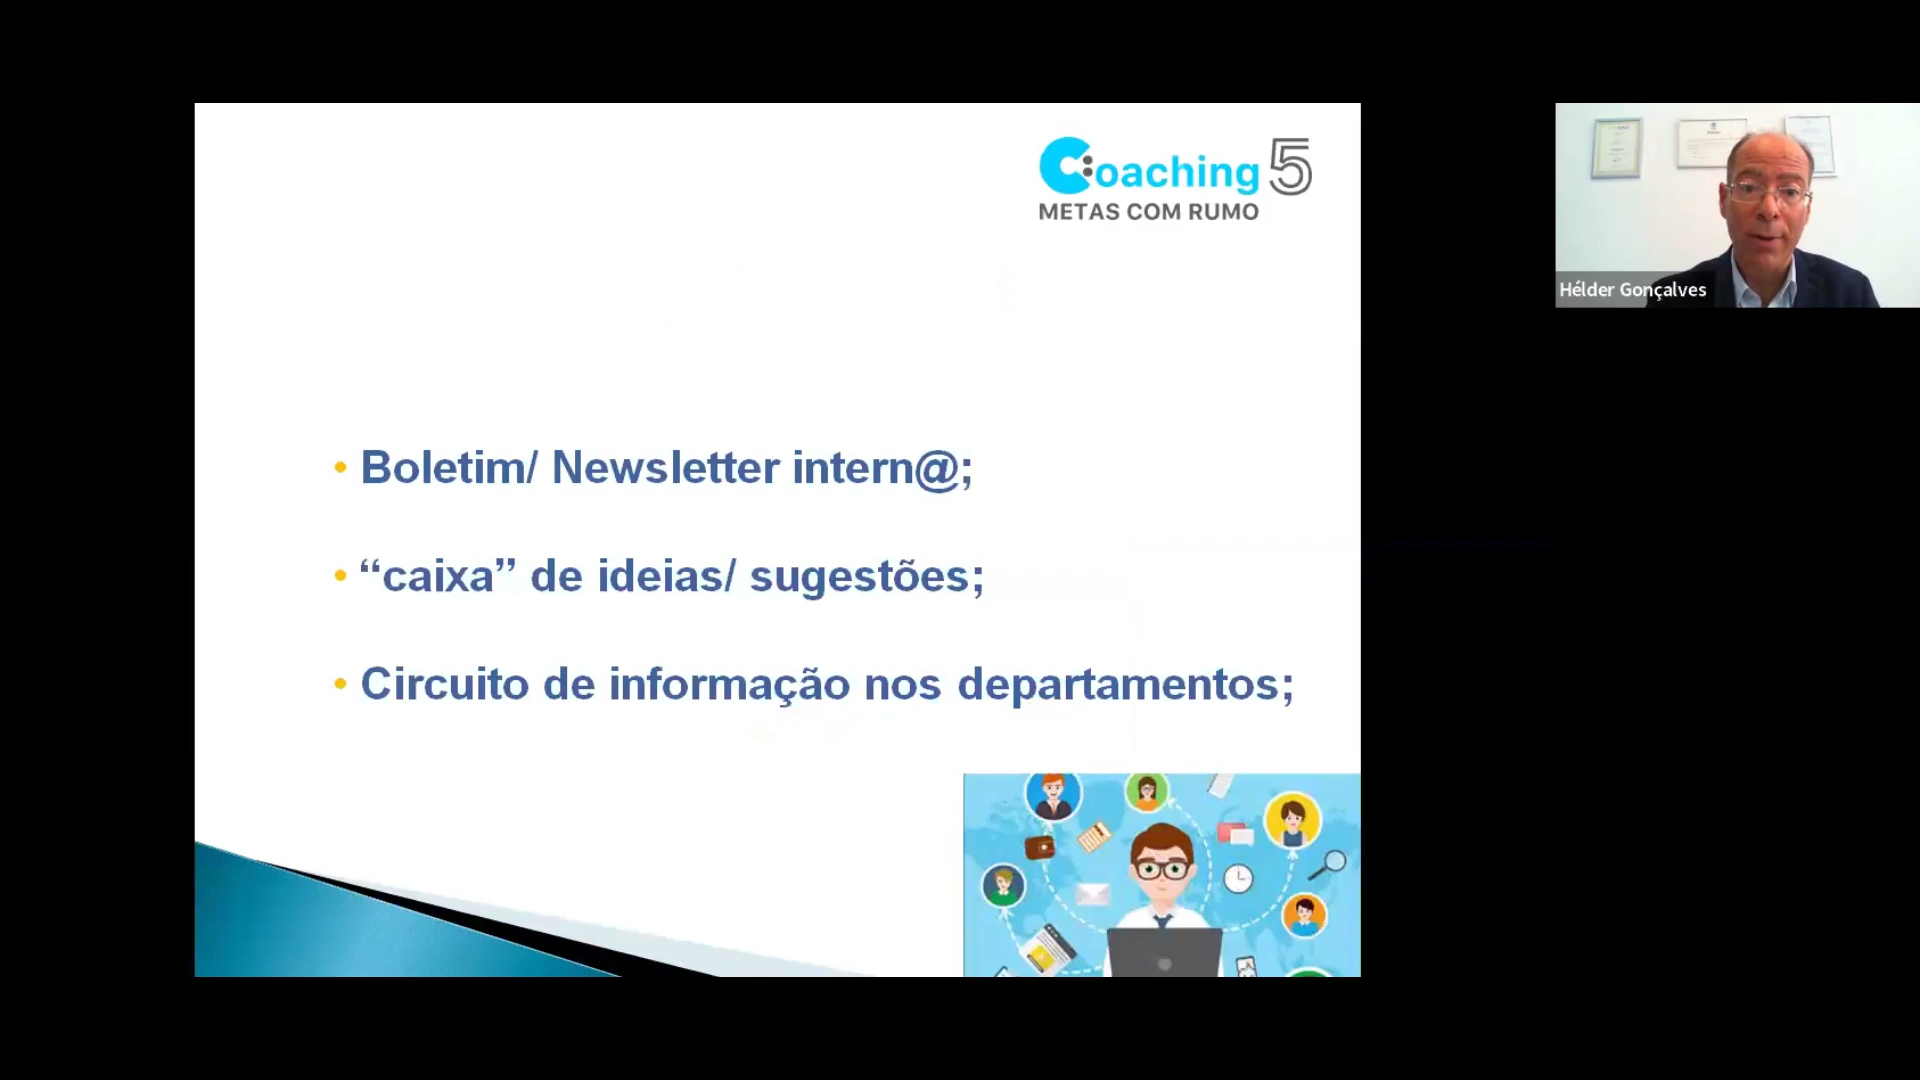 Coaching 5
METAS COM RUMO
Hélder Gonçalves
• Boletim/ Newsletter intern@;
• “caixa” de ideias/ sugestões;
• Circuito de informação nos departamentos;